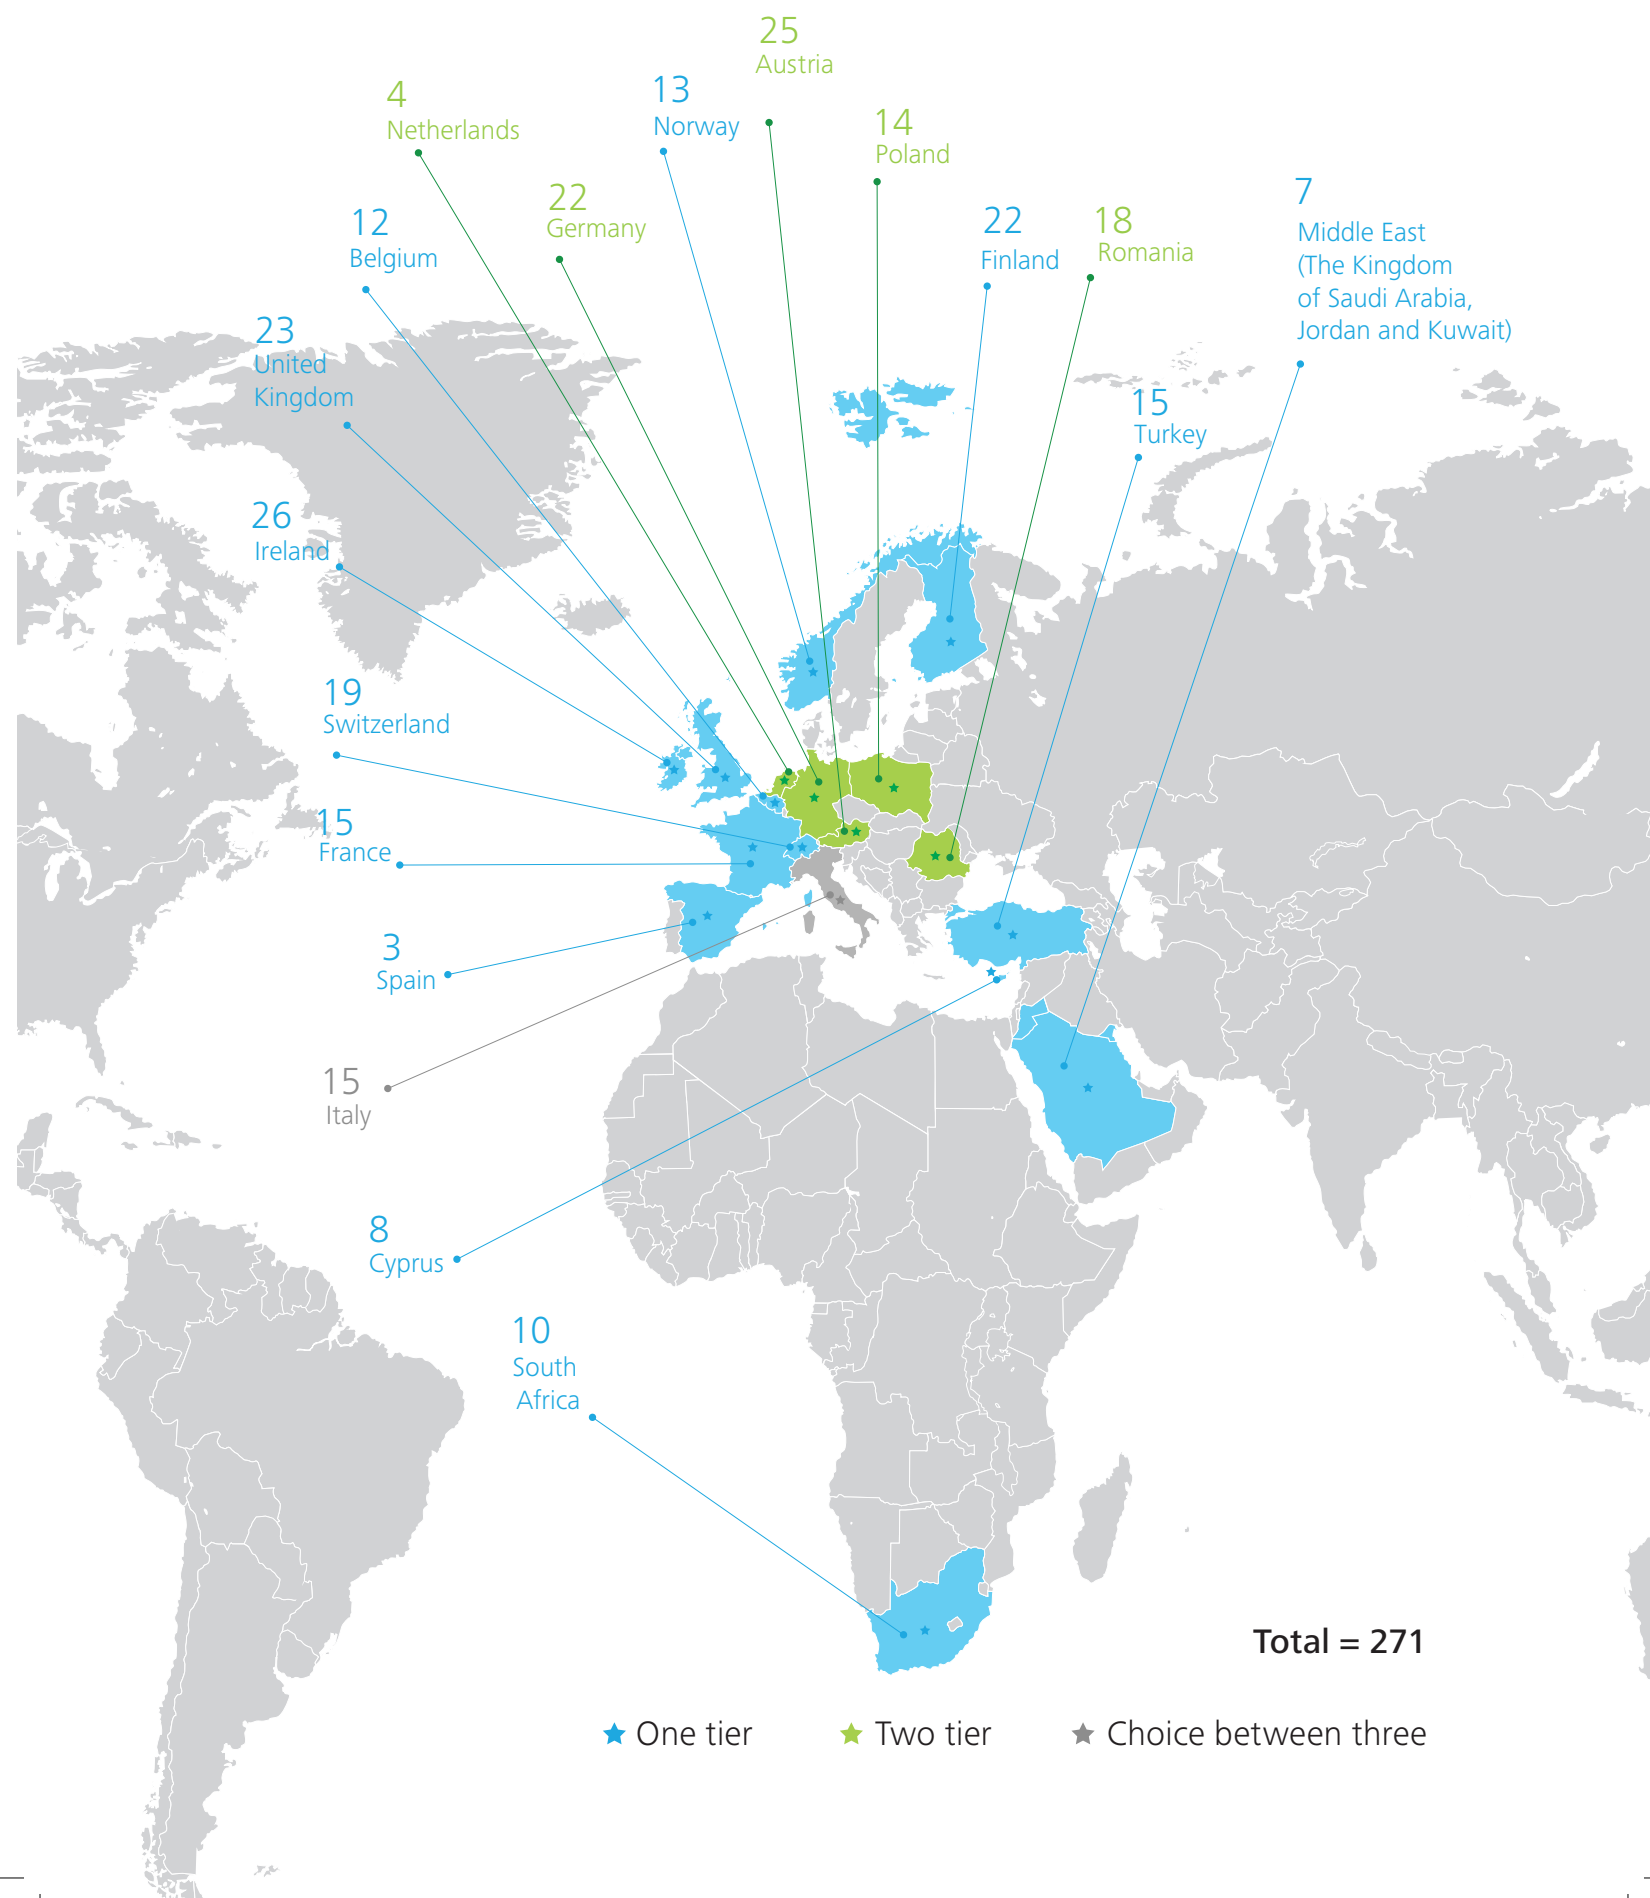 25
Austria
4
Netherlands
13
Norway
14
Poland
22
Germany
12
Belgium
22
Finland
18
Romania
7
Middle East
(The Kingdom
of Saudi Arabia,
Jordan and Kuwait)
23
United
Kingdom
15
Turkey
26
Ireland
19
Switzerland
15
France
3
Spain
15
Italy
8
Cyprus
10
South
Africa
Total = 271
One tier
Two tier
Choice between three